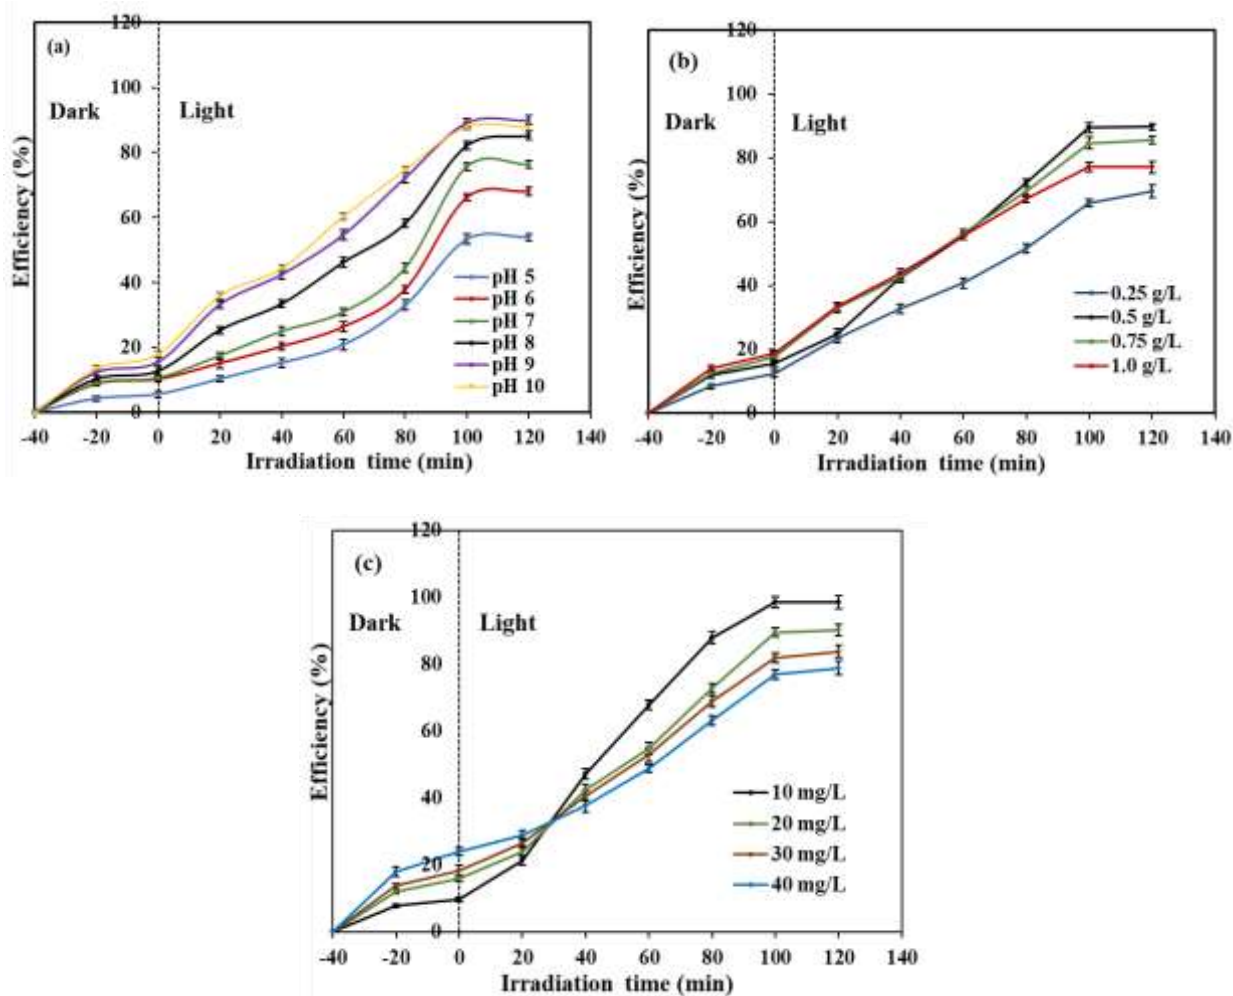 (a)
Dark
Light
Efficiency (%)
120
100
80
60
40
20
0
pH 5
pH 6
pH 7
pH 8
pH 9
pH 10
-40 -20 0 20 40 60 80 100 120 140
Irradiation time (min)
(b)
Dark
Light
Efficiency (%)
120
100
80
60
40
20
0
0.25 g/L
0.5 g/L
0.75 g/L
1.0 g/L
-40 -20 0 20 40 60 80 100 120 140
Irradiation time (min)
(c)
Dark
Light
Efficiency (%)
120
100
80
60
40
20
0
10 mg/L
20 mg/L
30 mg/L
40 mg/L
-40 -20 0 20 40 60 80 100 120 140
Irradiation time (min)